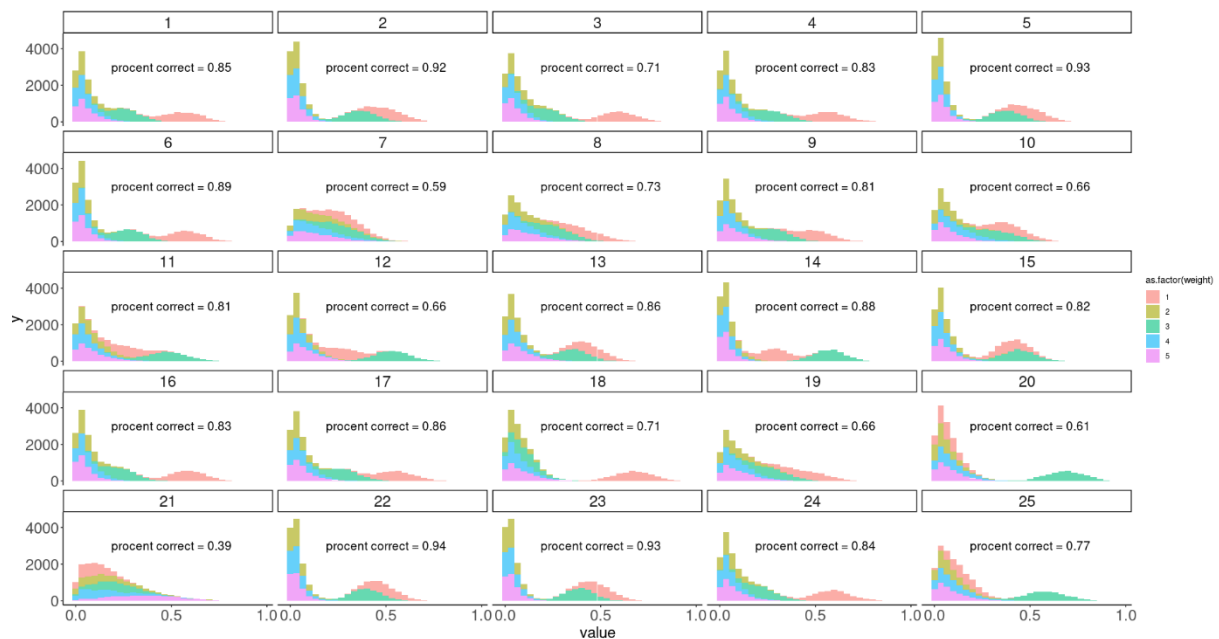 1 2 3 4 5
4000
2000
0
procent correct = 0.85 procent correct = 0.92 procent correct = 0.71 procent correct = 0.83 procent correct = 0.93
6 7 8 9 10
4000
2000
0
procent correct = 0.89 procent correct = 0.59 procent correct = 0.73 procent correct = 0.81 procent correct = 0.66
11 12 13 14 15
4000
2000
0
procent correct = 0.81 procent correct = 0.66 procent correct = 0.86 procent correct = 0.88 procent correct = 0.82
y
16 17 18 19 20
4000
2000
0
procent correct = 0.83 procent correct = 0.86 procent correct = 0.71 procent correct = 0.66 procent correct = 0.61
21 22 23 24 25
4000
2000
0
procent correct = 0.39 procent correct = 0.94 procent correct = 0.93 procent correct = 0.84 procent correct = 0.77
0.0 0.5 1.0 0.0 0.5 1.0 0.0 0.5 1.0 0.0 0.5 1.0 0.0 0.5 1.0
value
as.factor(weight)
1
2
3
4
5